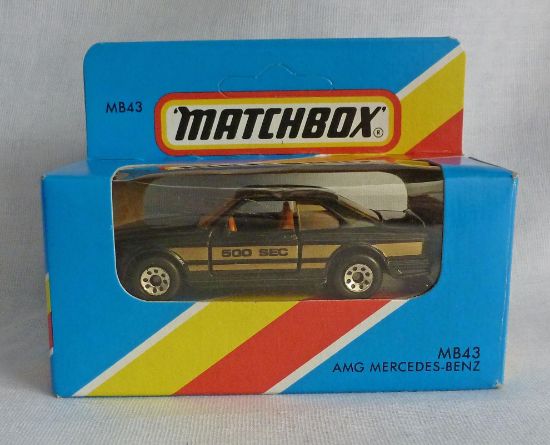 MB43
MATCHBOX®
500 SEC
MB43
AMG MERCEDES-BENZ